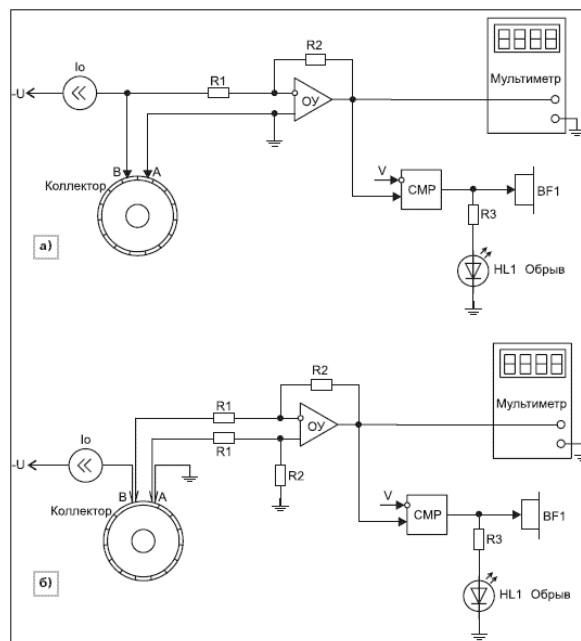 R2
Io
R1
-U
ОУ
Мультиметр
B A
Коллектор
V
CMP
BF1
R3
а)
HL1 Обрыв
R2
R1
Мультиметр
Io
ОУ
R1
-U
B A
R2
Коллектор
V
CMP
BF1
R3
б)
HL1 Обрыв